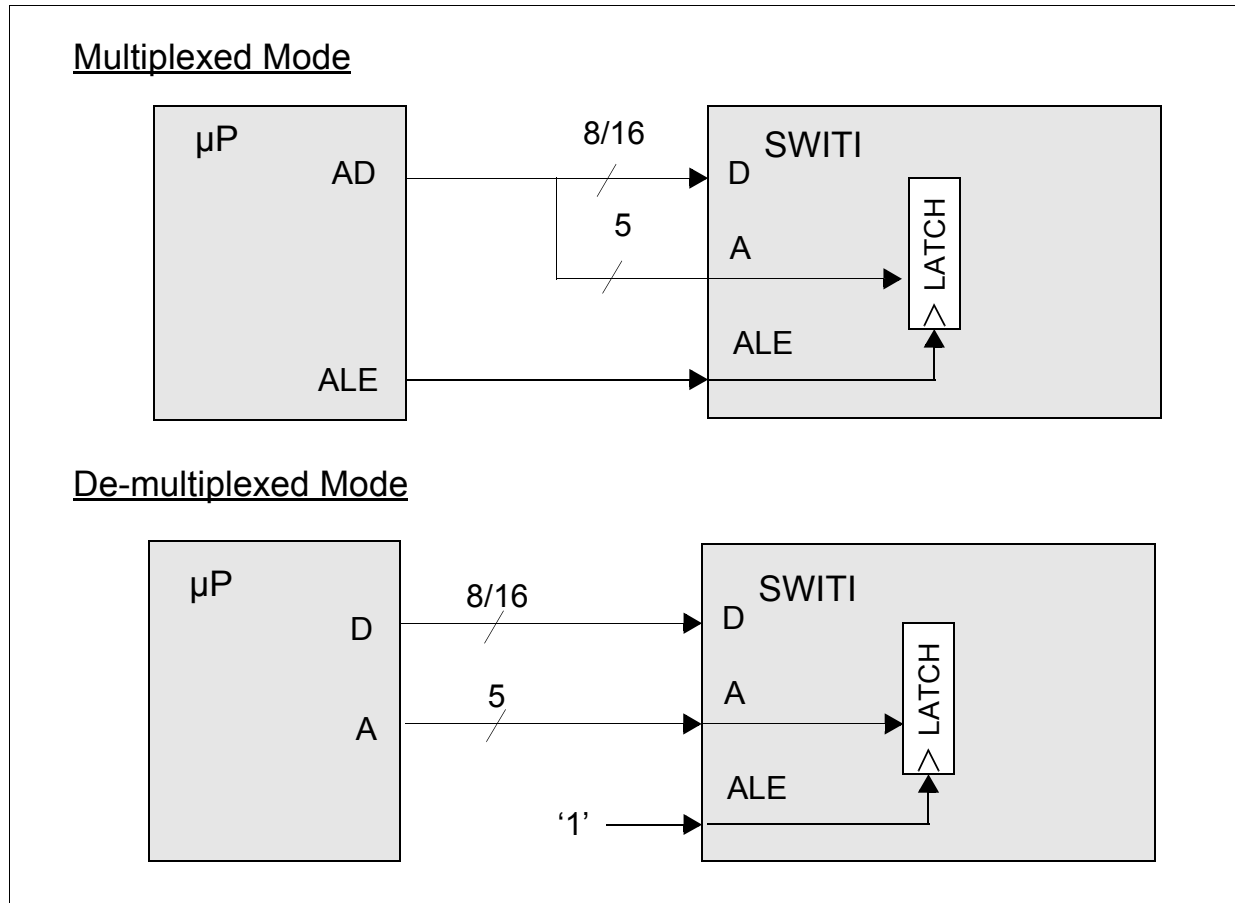 Multiplexed Mode
µP
8/16
SWITI
AD
D
5
A
LATCH
ALE
ALE
De-multiplexed Mode
µP
8/16
SWITI
D
D
5
A
A
LATCH
ALE
‘1’